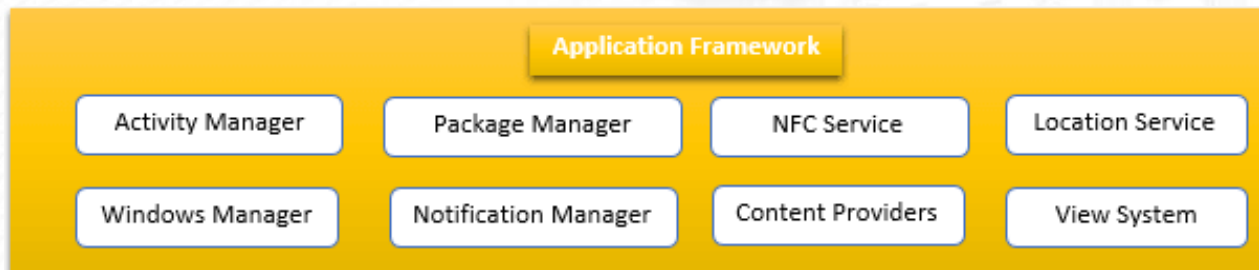 Application Framework
Activity Manager
Package Manager
NFC Service
Location Service
Windows Manager
Notification Manager
Content Providers
View System